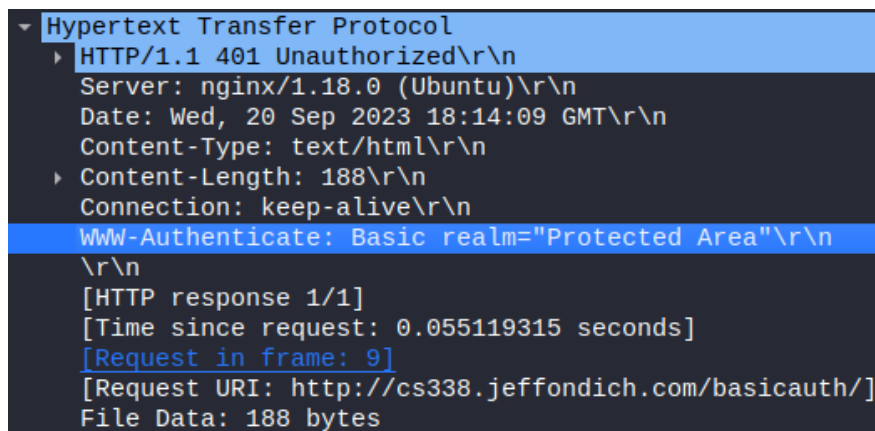 Hypertext Transfer Protocol
HTTP/1.1 401 Unauthorized\r\n
Server: nginx/1.18.0 (Ubuntu)\r\n
Date: Wed, 20 Sep 2023 18:14:09 GMT\r\n
Content-Type: text/html\r\n
Content-Length: 188\r\n
Connection: keep-alive\r\n
WWW-Authenticate: Basic realm="Protected Area"\r\n
\r\n
[HTTP response 1/1]
[Time since request: 0.055119315 seconds]
[Request in frame: 9]
[Request URI: http://cs338.jeffondich.com/basicauth/]
File Data: 188 bytes